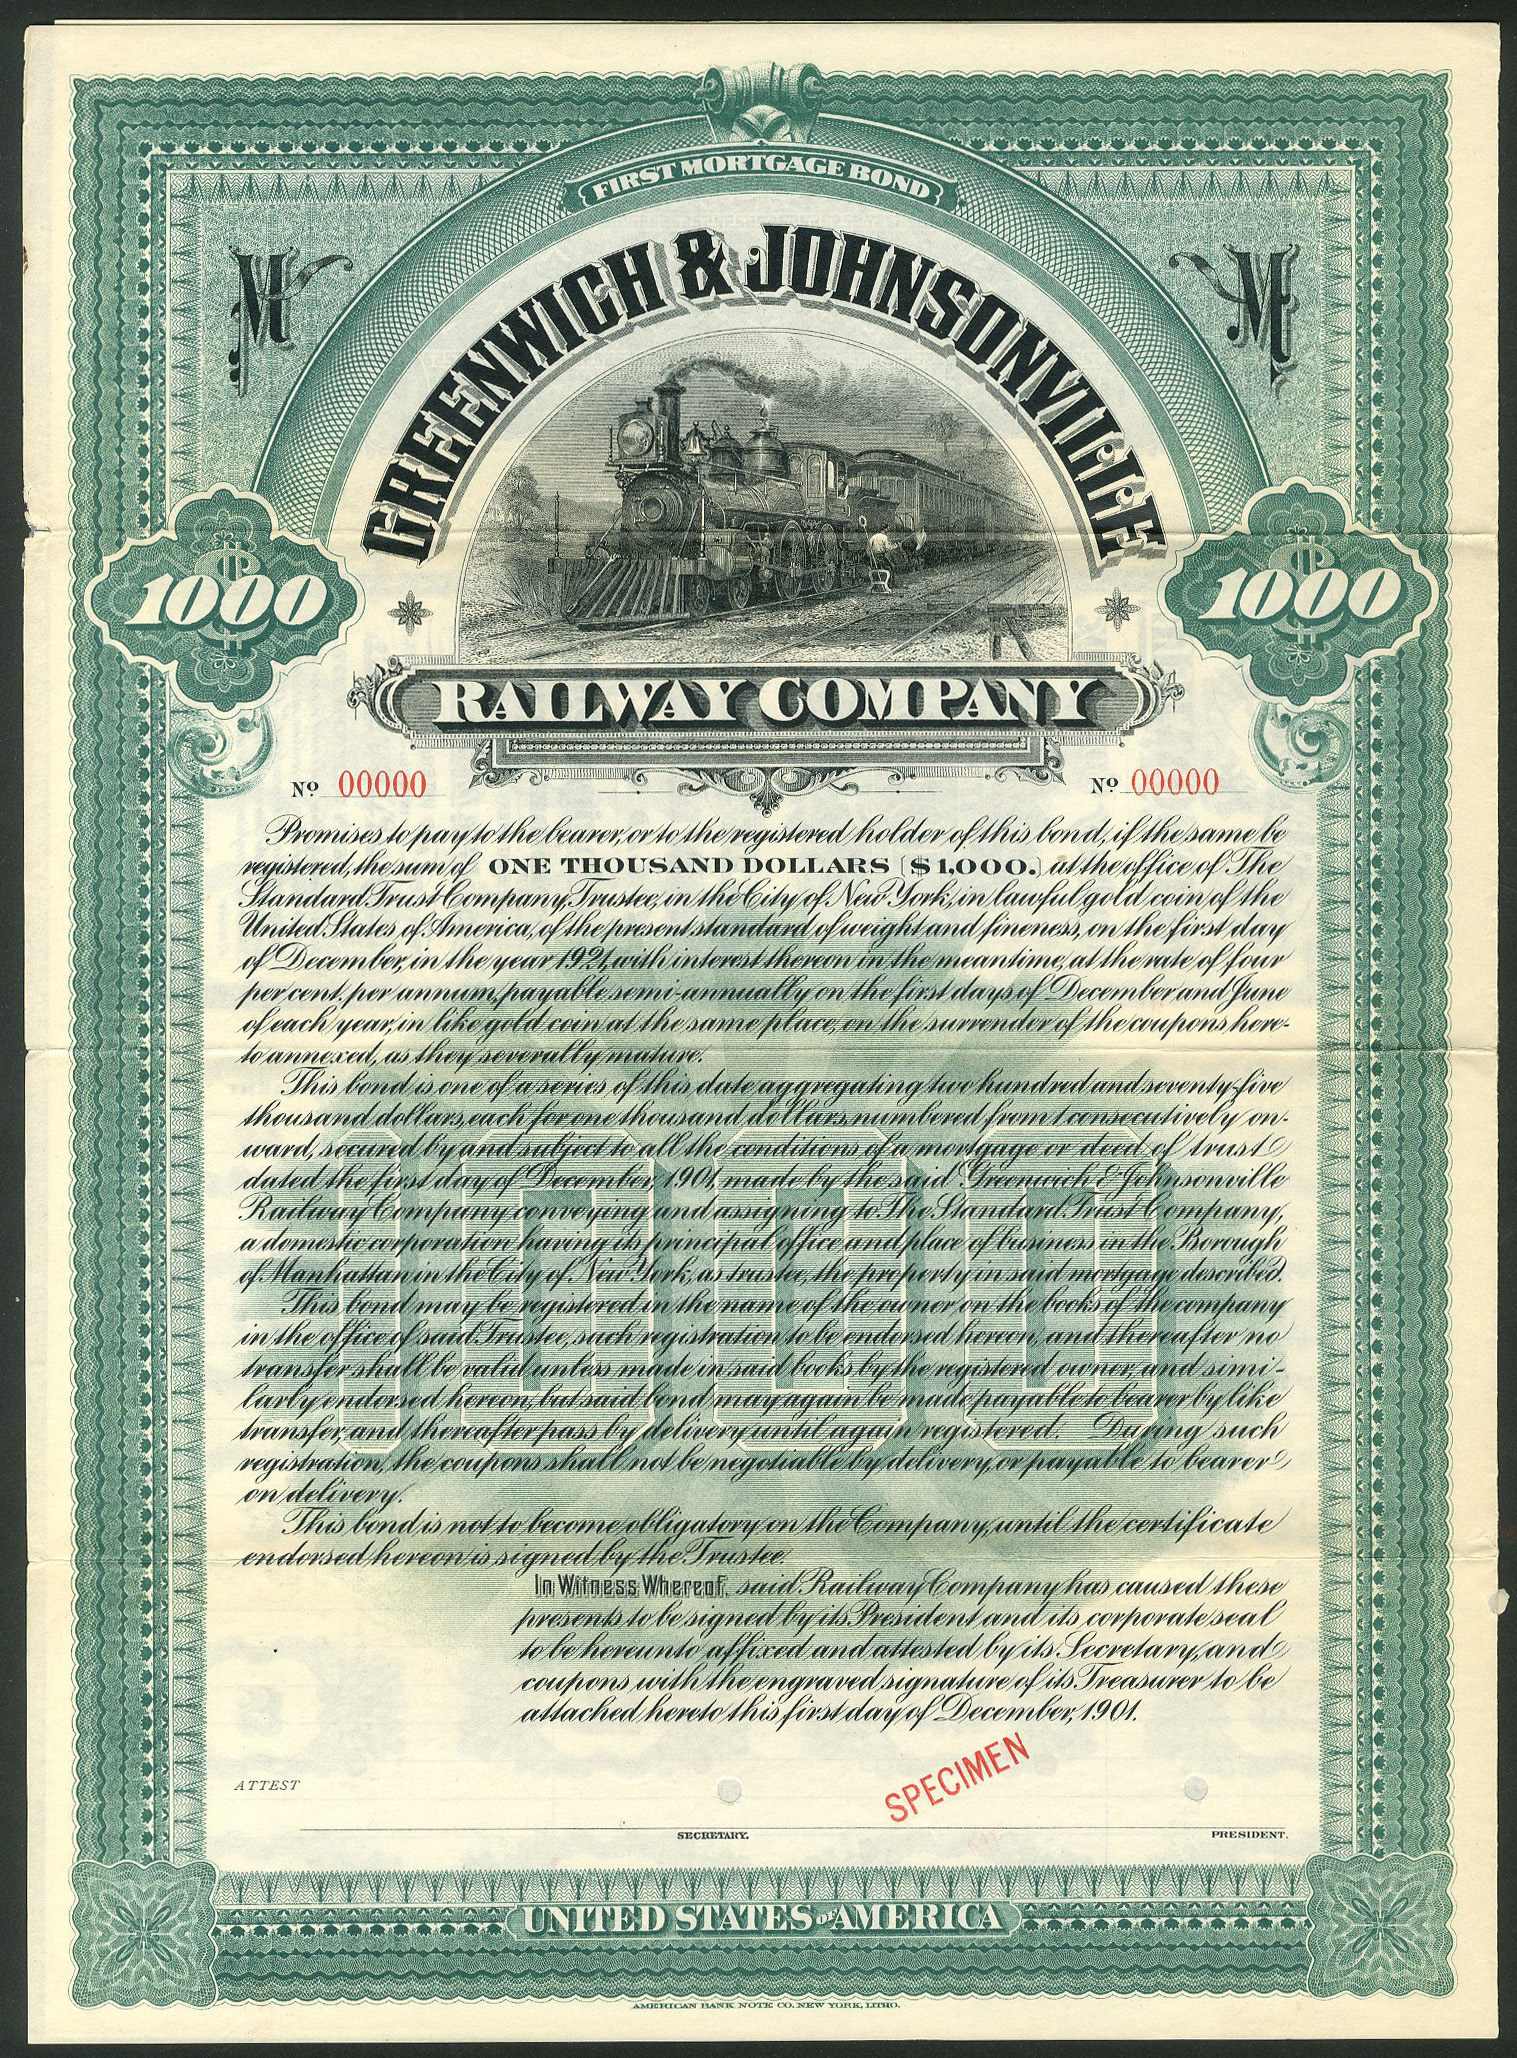 FIRST MORTGAGE BOND
M M
GREENWICH & JOHNSONVILLE
$1000 $1000
RAILWAY COMPANY
No 00000 No 00000
Promises to pay to the bearer, or to the registered holder of this bond, if the same be
registered, the sum of ONE THOUSAND DOLLARS ($1,000.) at the office of The
Standard Trust Company, Trustee, in the City of New York, in lawful gold coin of the
United States of America, of the present standard of weight and fineness, on the first day
of December, in the year 1921, with interest thereon in the meantime, at the rate of four
per cent. per annum, payable semi-annually on the first days of December and June
of each year, in like gold coin at the same place, on the surrender of the coupons here-
to annexed, as they severally mature.
This bond is one of a series of this date aggregating two hundred and seventy-five
thousand dollars, each for one thousand dollars, numbered from 1 consecutively on-
ward, secured by and subject to all the conditions of a mortgage or deed of trust
dated the first day of December, 1901, made by the said Greenwich & Johnsonville
Railway Company conveying and assigning to The Standard Trust Company,
a domestic corporation having its principal office and place of business in the Borough
of Manhattan in the City of New York, as trustee, the property in said mortgage described.
This bond may be registered in the name of the owner on the books of the company
in the office of said Trustee, such registration to be endorsed hereon, and thereafter no
transfer shall be valid unless made in said books by the registered owner, and simi-
larly endorsed hereon, but said bond may again be made payable to bearer by like
transfer, and thereafter pass by delivery until again registered. During such
registration, the coupons shall not be negotiable by delivery, or payable to bearer
on delivery.
This bond is not to become obligatory on the Company, until the certificate
endorsed hereon is signed by the Trustee.
In Witness Whereof, said Railway Company has caused these
presents to be signed by its President and its corporate seal
to be hereunto affixed and attested by its Secretary, and
coupons with the engraved signature of its Treasurer to be
attached hereto this first day of December, 1901.
1000
SPECIMEN
ATTEST
SECRETARY. PRESIDENT.
UNITED STATES OF AMERICA
AMERICAN BANK NOTE CO. NEW YORK, LITHO.